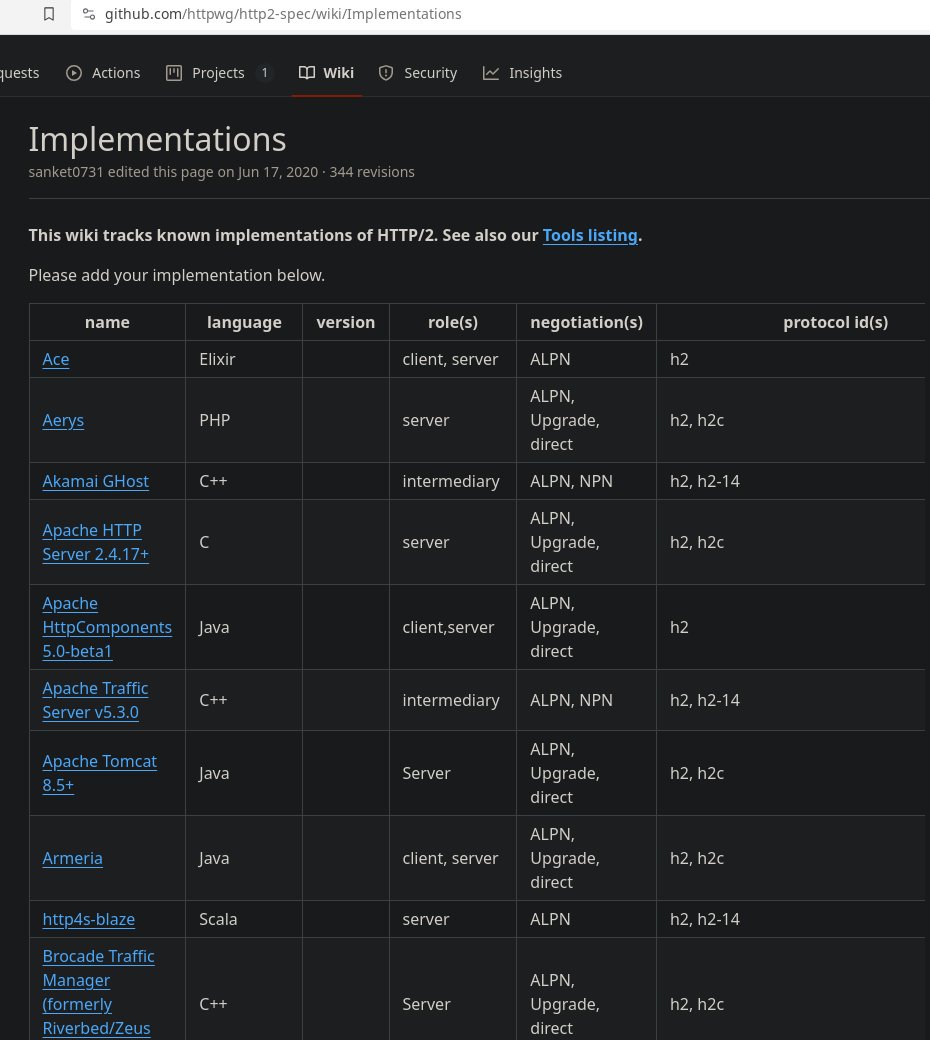 github.com/httpwg/http2-spec/wiki/Implementations
quests Actions Projects 1 Wiki Security Insights
Implementations
sanket0731 edited this page on Jun 17, 2020 · 344 revisions
This wiki tracks known implementations of HTTP/2. See also our Tools listing.
Please add your implementation below.
name language version role(s) negotiation(s) protocol id(s)
Ace Elixir client, server ALPN h2
Aerys PHP server ALPN, Upgrade, direct h2, h2c
Akamai GHost C++ intermediary ALPN, NPN h2, h2-14
Apache HTTP Server 2.4.17+ C server ALPN, Upgrade, direct h2, h2c
Apache HttpComponents 5.0-beta1 Java client,server ALPN, Upgrade, direct h2
Apache Traffic Server v5.3.0 C++ intermediary ALPN, NPN h2, h2-14
Apache Tomcat 8.5+ Java Server ALPN, Upgrade, direct h2, h2c
Armeria Java client, server ALPN, Upgrade, direct h2, h2c
http4s-blaze Scala server ALPN h2, h2-14
Brocade Traffic Manager (formerly Riverbed/Zeus C++ Server ALPN, Upgrade, direct h2, h2c